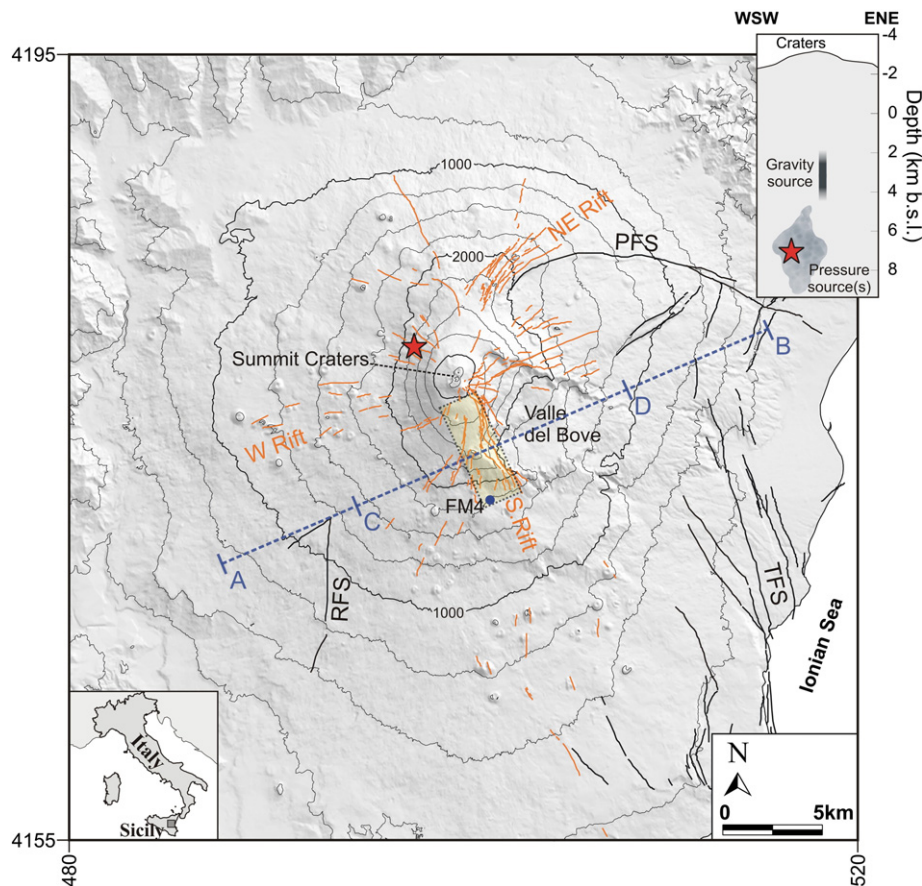 WSW ENE
4195
Craters
-4
-2
0
2
4
6
8
Depth (km b.s.l.)
Gravity
source
Pressure
source(s)
1000
NE Rift
2000
PFS
B
Summit Craters
D
Valle
del Bove
W Rift
FM4
S Rift
C
A
RFS
1000
TFS
Ionian Sea
Italy
Sicily
N
0 5km
4155
480
520